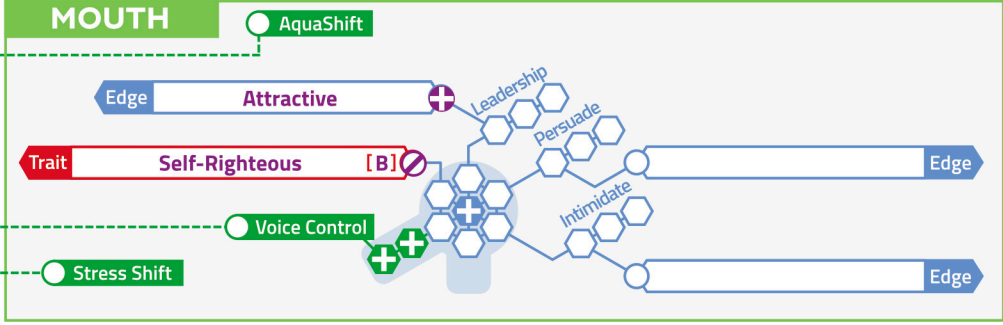 MOUTH
AquaShift
Edge Attractive
Leadership
Persuade
Trait Self-Righteous [B]
Edge
Intimidate
Voice Control
Stress Shift
Edge